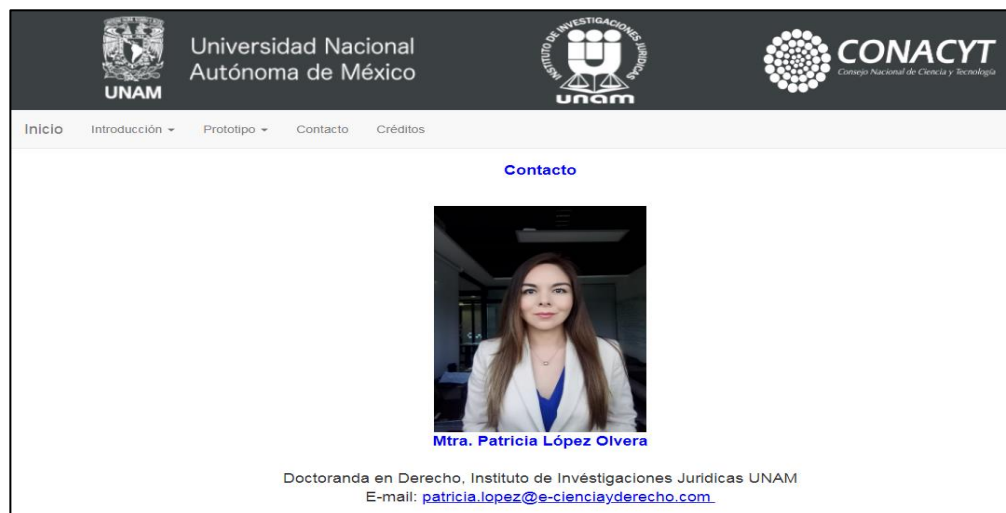 UNAM
Universidad Nacional
Autónoma de México
INSTITUTO DE INVESTIGACIONES JURIDICAS
unam
CONACYT
Consejo Nacional de Ciencia y Tecnología
Inicio Introducción Prototipo Contacto Créditos
Contacto
Mtra. Patricia López Olvera
Doctoranda en Derecho, Instituto de Invéstigaciones Juridicas UNAM
E-mail: patricia.lopez@e-cienciayderecho.com